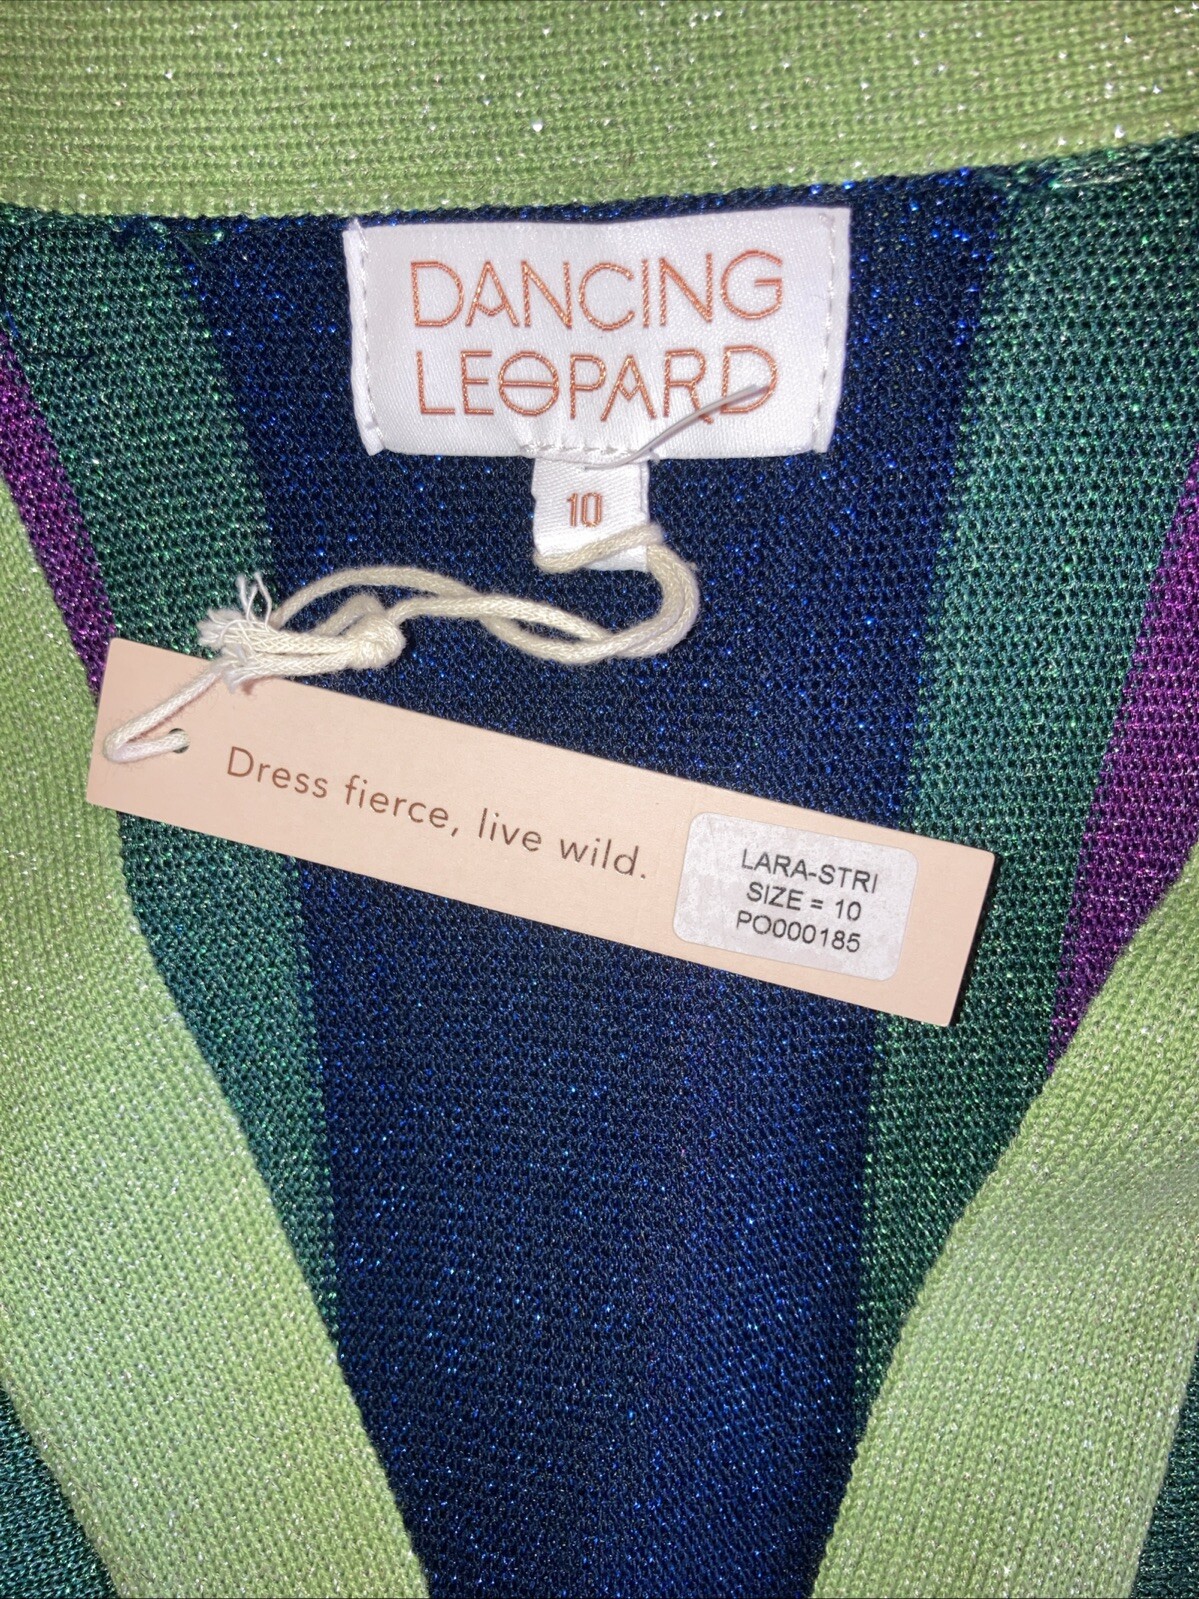 DANCING
LEOPARD
10
Dress fierce, live wild.
LARA-STRI
SIZE = 10
PO000185